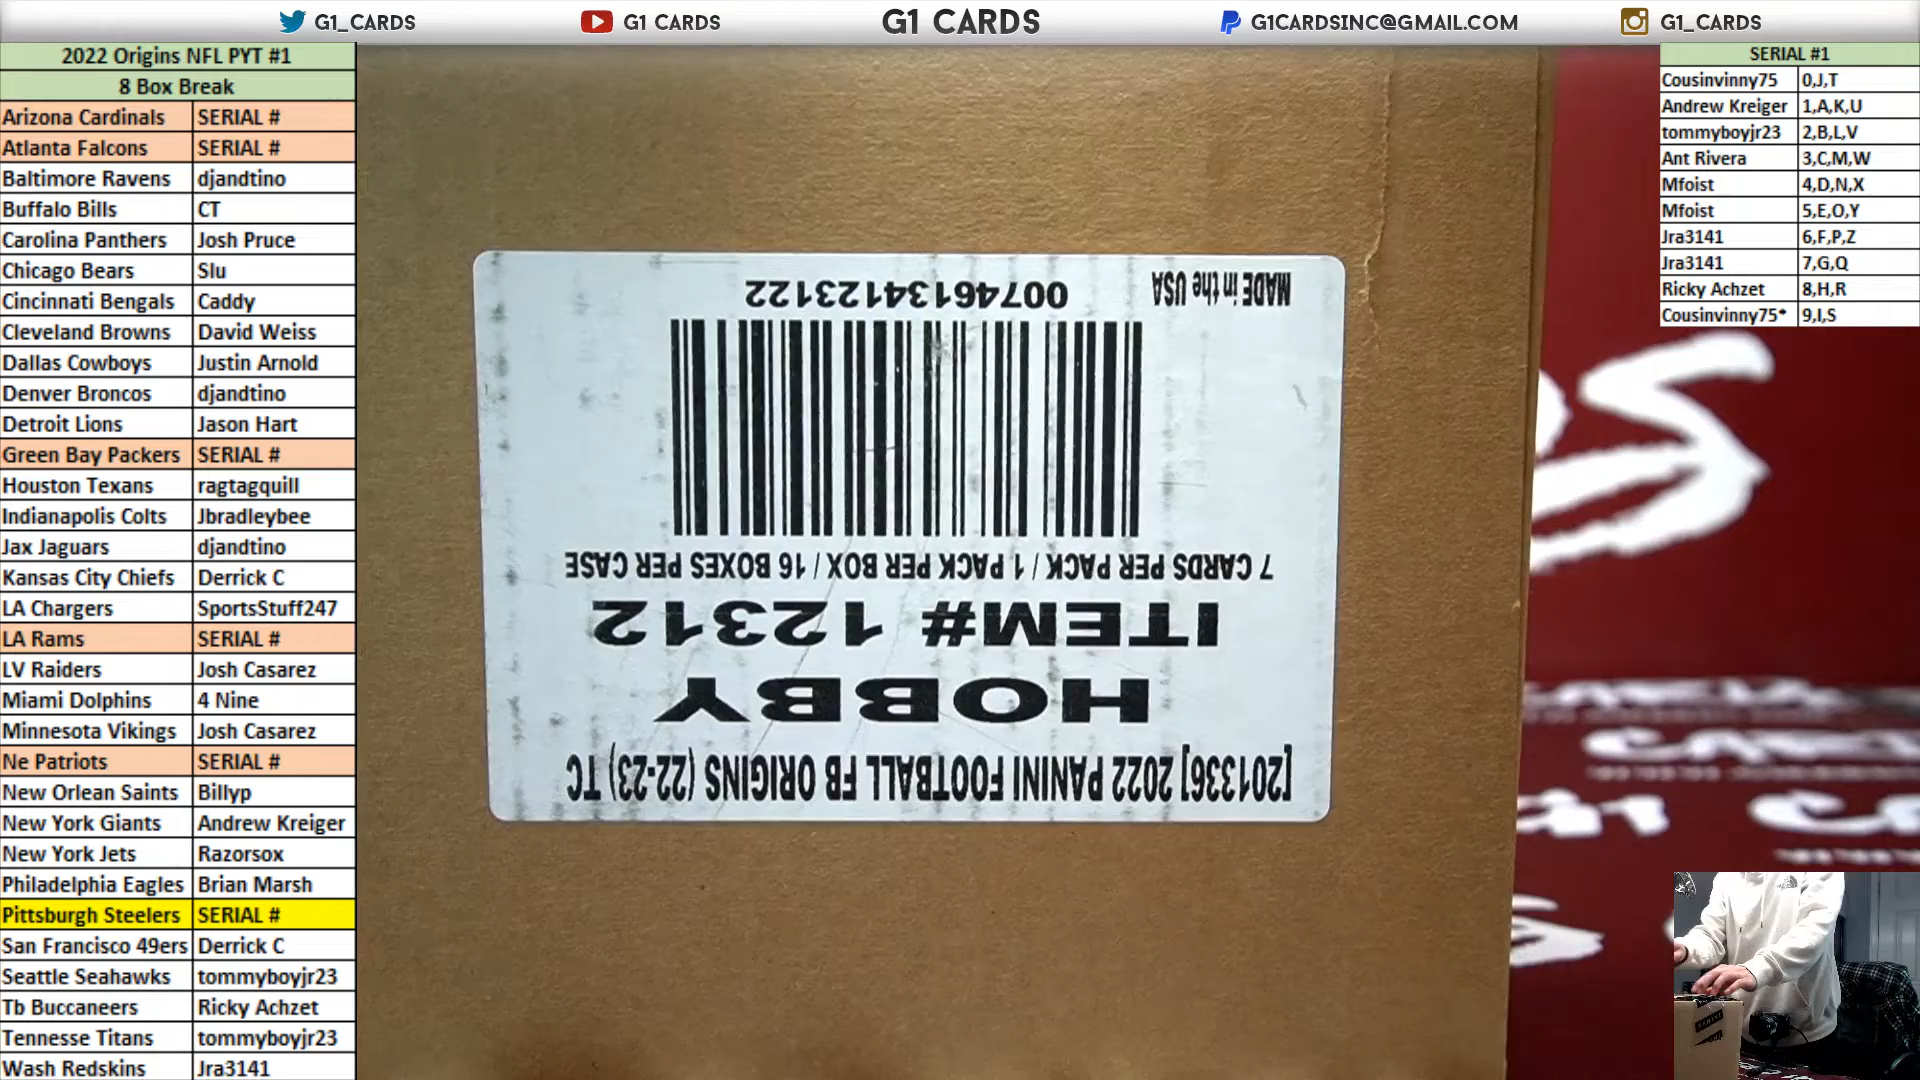 G1_CARDS
G1 CARDS
G1 CARDS
G1CARDSINC@GMAIL.COM
G1_CARDS
2022 Origins NFL PYT #1
8 Box Break
Arizona Cardinals SERIAL #
Atlanta Falcons SERIAL #
Baltimore Ravens djandtino
Buffalo Bills CT
Carolina Panthers Josh Pruce
Chicago Bears Slu
Cincinnati Bengals Caddy
Cleveland Browns David Weiss
Dallas Cowboys Justin Arnold
Denver Broncos djandtino
Detroit Lions Jason Hart
Green Bay Packers SERIAL #
Houston Texans ragtagquill
Indianapolis Colts Jbradleybee
Jax Jaguars djandtino
Kansas City Chiefs Derrick C
LA Chargers SportsStuff247
LA Rams SERIAL #
LV Raiders Josh Casarez
Miami Dolphins 4 Nine
Minnesota Vikings Josh Casarez
Ne Patriots SERIAL #
New Orlean Saints Billyp
New York Giants Andrew Kreiger
New York Jets Razorsox
Philadelphia Eagles Brian Marsh
Pittsburgh Steelers SERIAL #
San Francisco 49ers Derrick C
Seattle Seahawks tommyboyjr23
Tb Buccaneers Ricky Achzet
Tennesse Titans tommyboyjr23
Wash Redskins Jra3141
[201336] 2022 PANINI FOOTBALL FB ORIGINS (22-23) TC
HOBBY
ITEM# 12312
7 CARDS PER PACK / 1 PACK PER BOX / 16 BOXES PER CASE
00746134123122
MADE in the USA
SERIAL #1
Cousinvinny75 0,J,T
Andrew Kreiger 1,A,K,U
tommyboyjr23 2,B,L,V
Ant Rivera 3,C,M,W
Mfoist 4,D,N,X
Mfoist 5,E,O,Y
Jra3141 6,F,P,Z
Jra3141 7,G,Q
Ricky Achzet 8,H,R
Cousinvinny75* 9,I,S